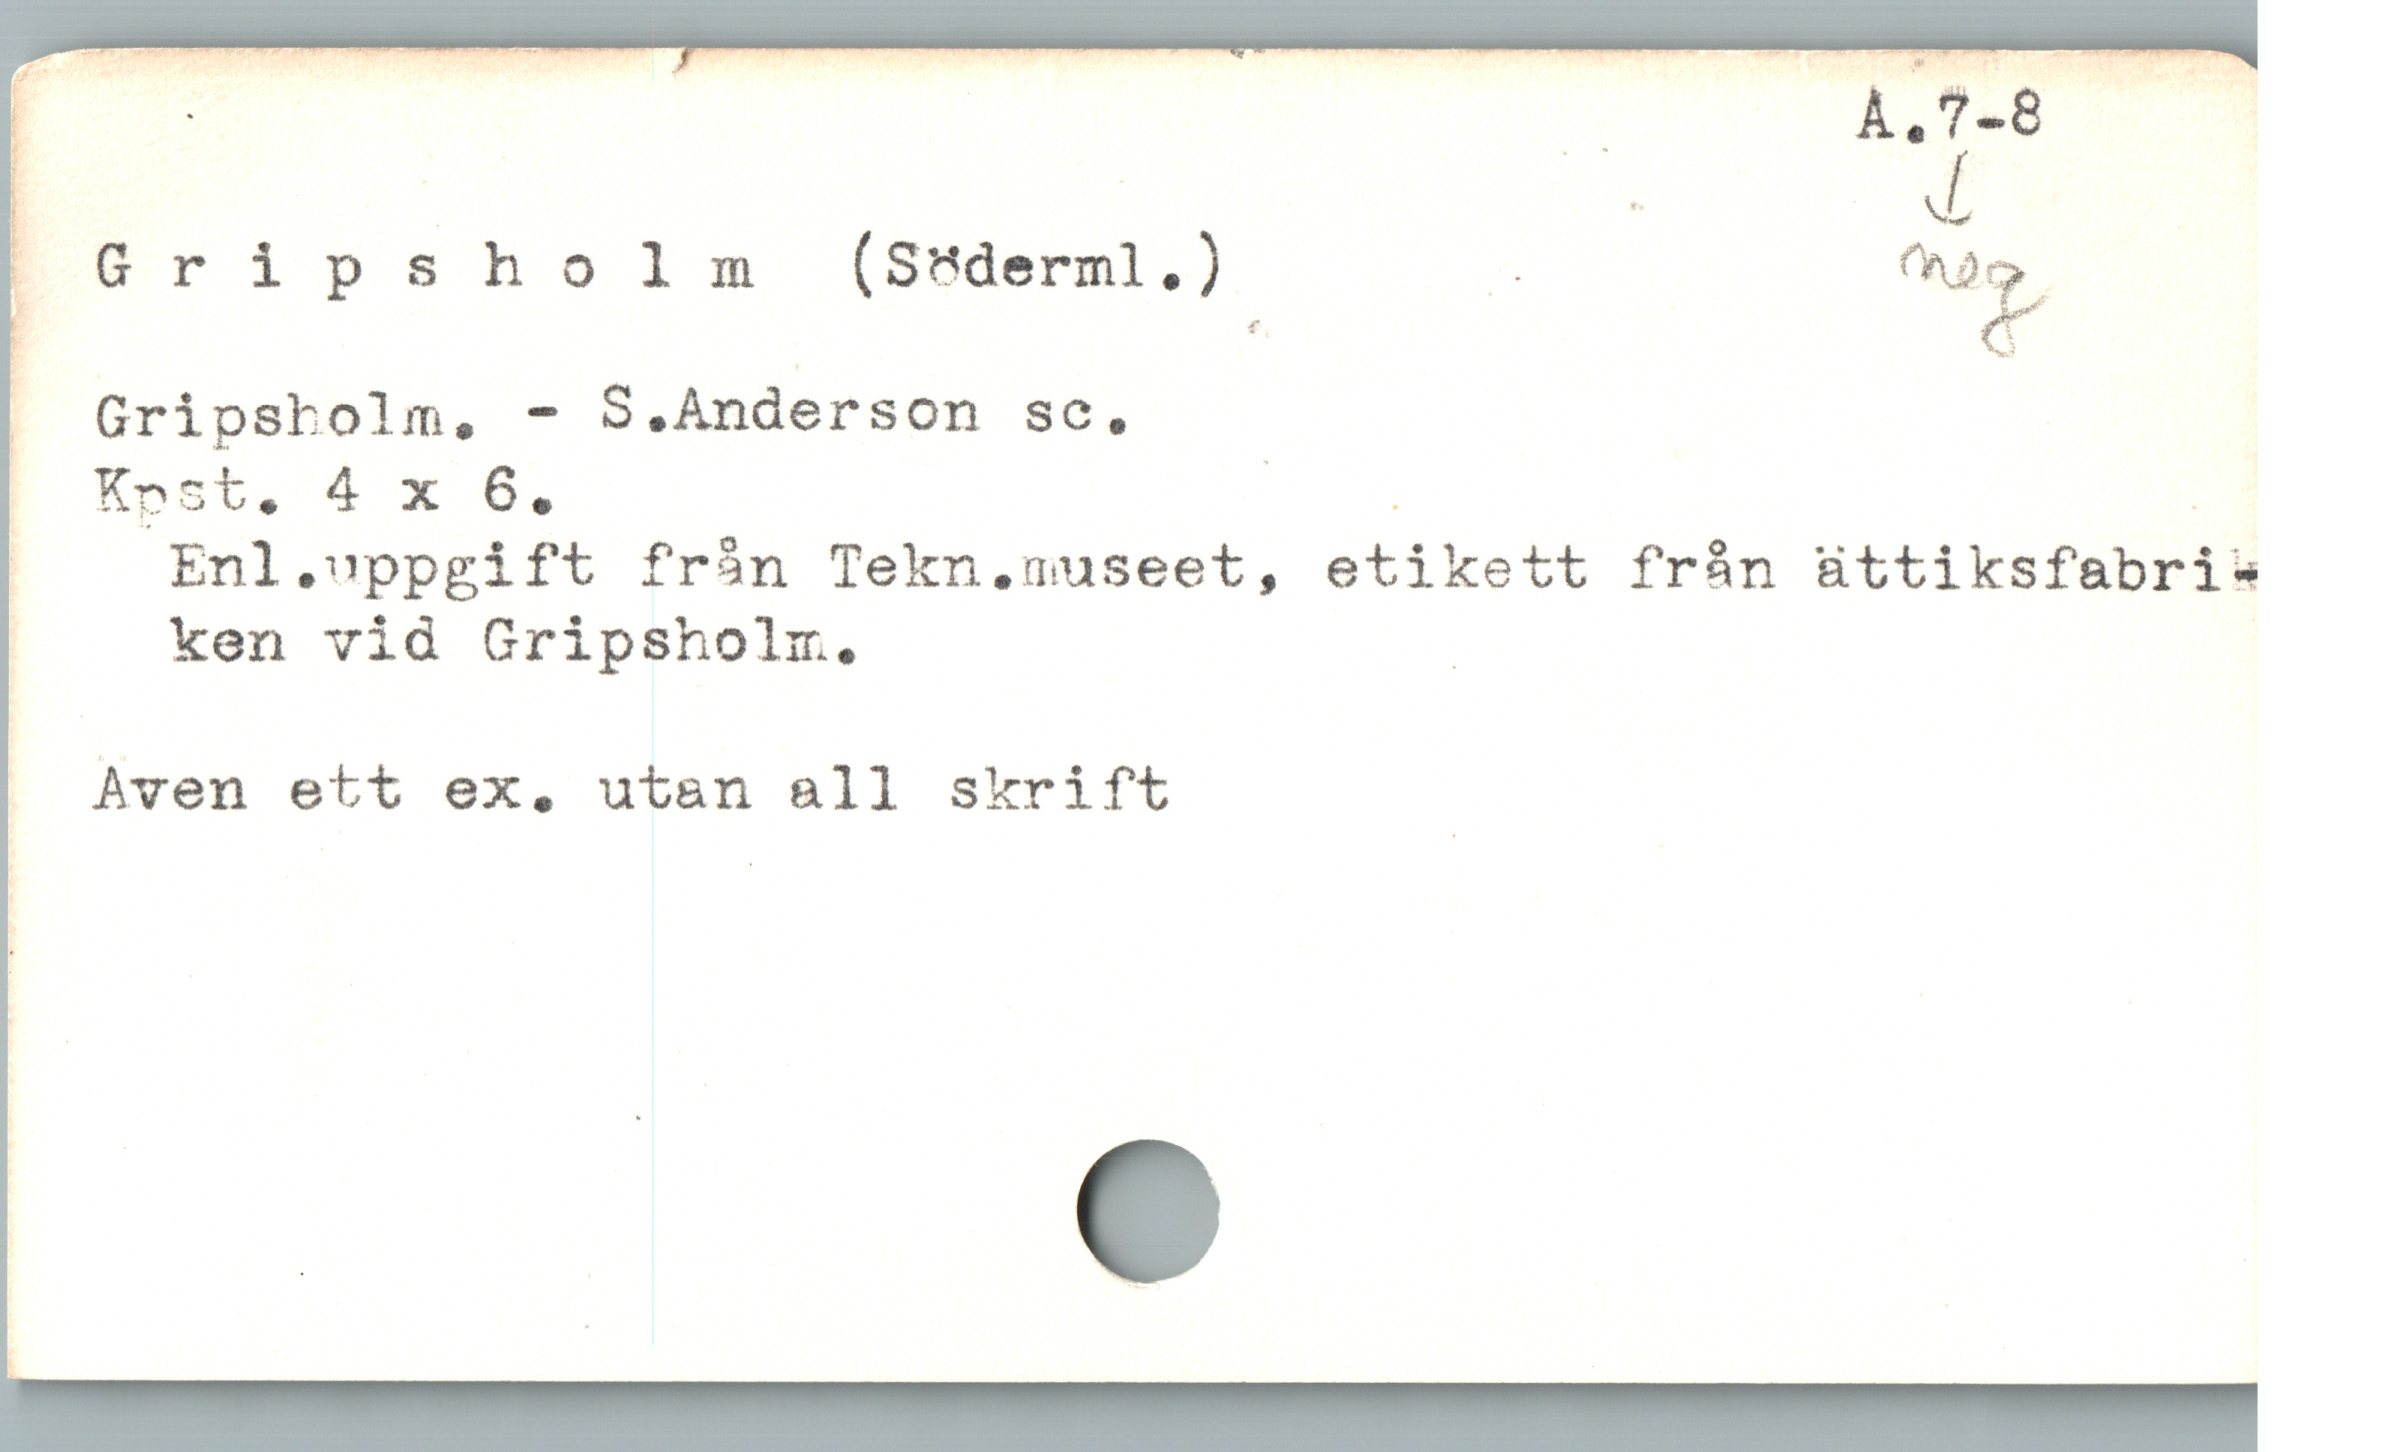 A.7-8
neg
G r i p s h o l m (Söderml.)
Gripsholm. - S.Anderson sc.
Kpst. 4 x 6.
Enl.uppgift från Tekn.museet, etikett från ättiksfabri-
ken vid Gripsholm.
Även ett ex. utan all skrift